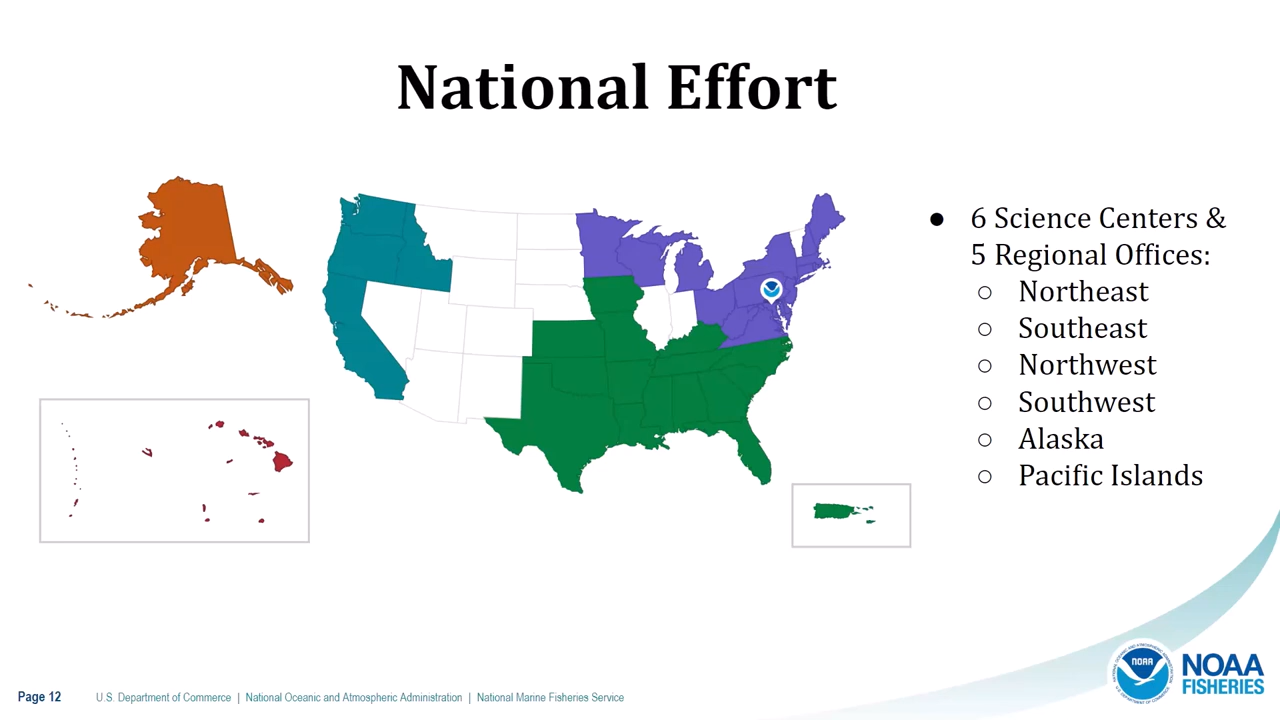 National Effort
● 6 Science Centers &
5 Regional Offices:
○ Northeast
○ Southeast
○ Northwest
○ Southwest
○ Alaska
○ Pacific Islands
NOAA
NOAA
FISHERIES
Page 12
U.S. Department of Commerce | National Oceanic and Atmospheric Administration | National Marine Fisheries Service